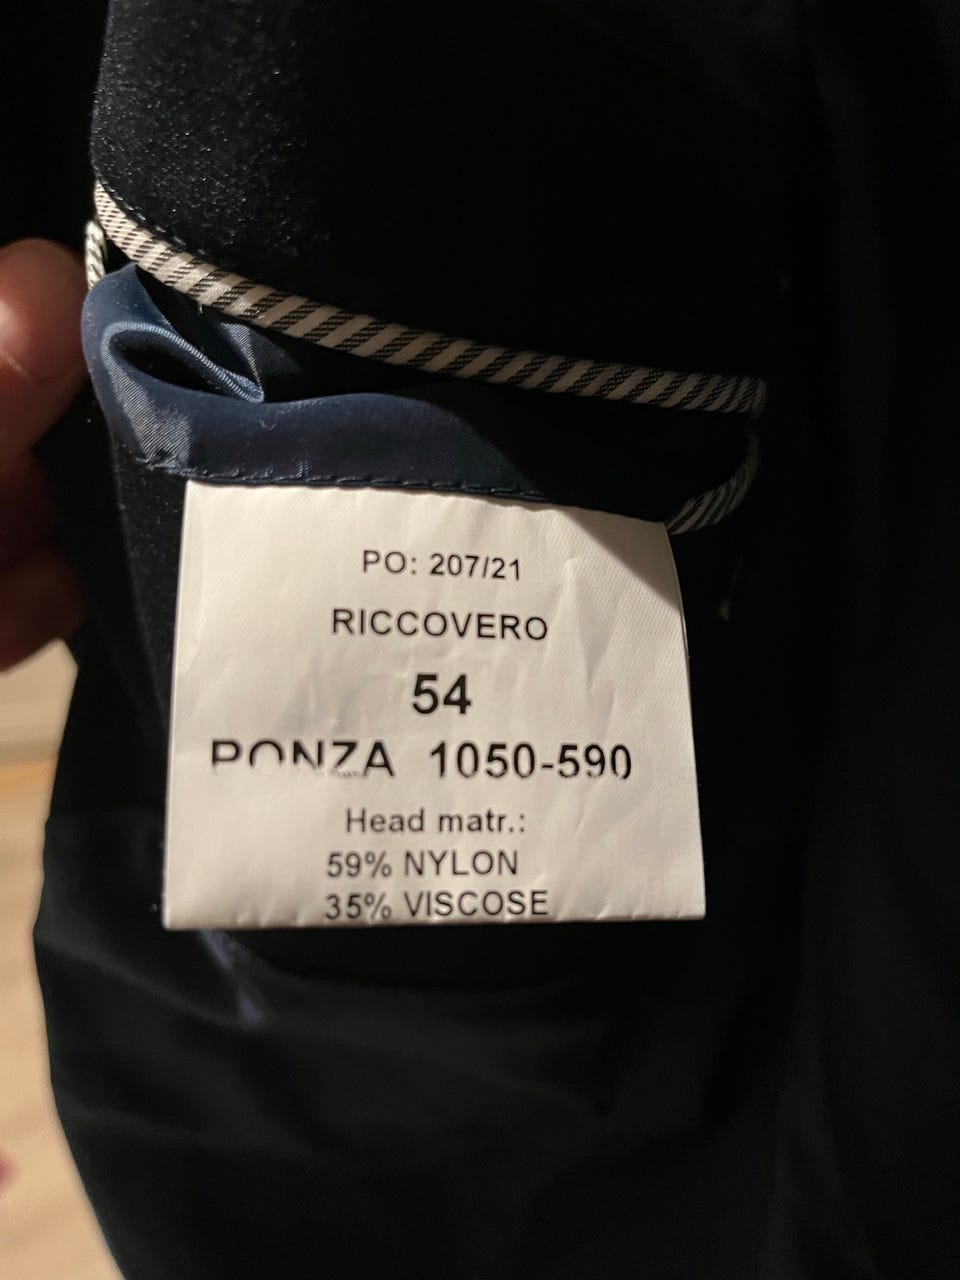 PO: 207/21
RICCOVERO
54
PONZA 1050-590
Head matr.:
59% NYLON
35% VISCOSE